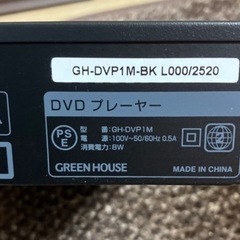 GH-DVP1M-BK L000/2520
DVD プレーヤー
PSE
型　番：GH-DVP1M
電源：100V~50/60Hz 0.5A
消費電力：8W
GREEN HOUSE
MADE IN CHINA